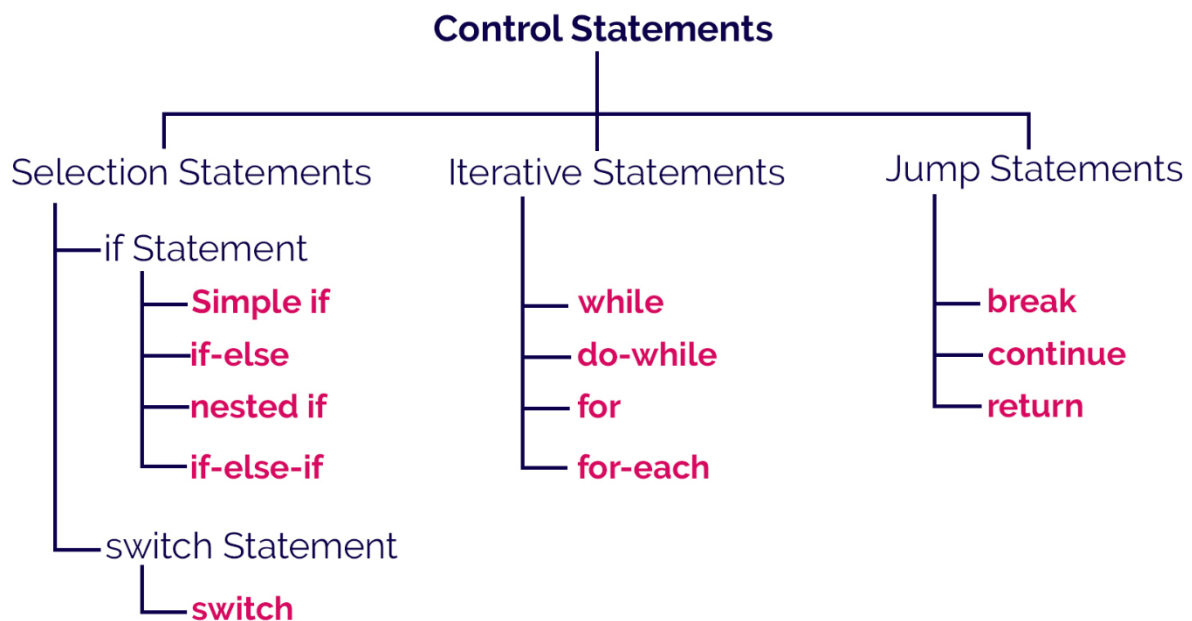 Control Statements
Selection Statements
if Statement
Simple if
if-else
nested if
if-else-if
switch Statement
switch
Iterative Statements
while
do-while
for
for-each
Jump Statements
break
continue
return